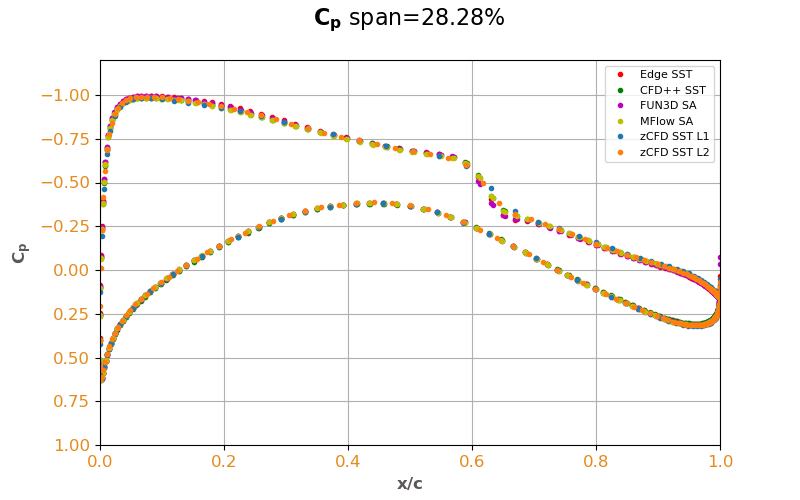 Cp span=28.28%
Edge SST
CFD++ SST
FUN3D SA
MFlow SA
zCFD SST L1
zCFD SST L2
−1.00
−0.75
−0.50
−0.25
0.00
0.25
0.50
0.75
1.00
Cp
0.0 0.2 0.4 0.6 0.8 1.0
x/c